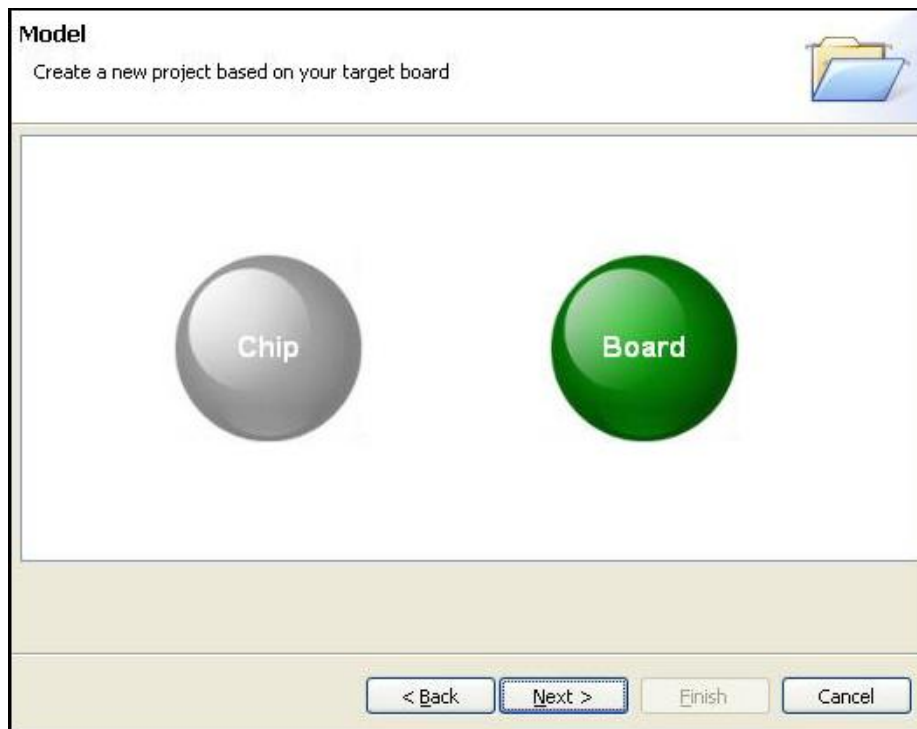 Model
Create a new project based on your target board
Chip
Board
< Back
Next >
Finish
Cancel